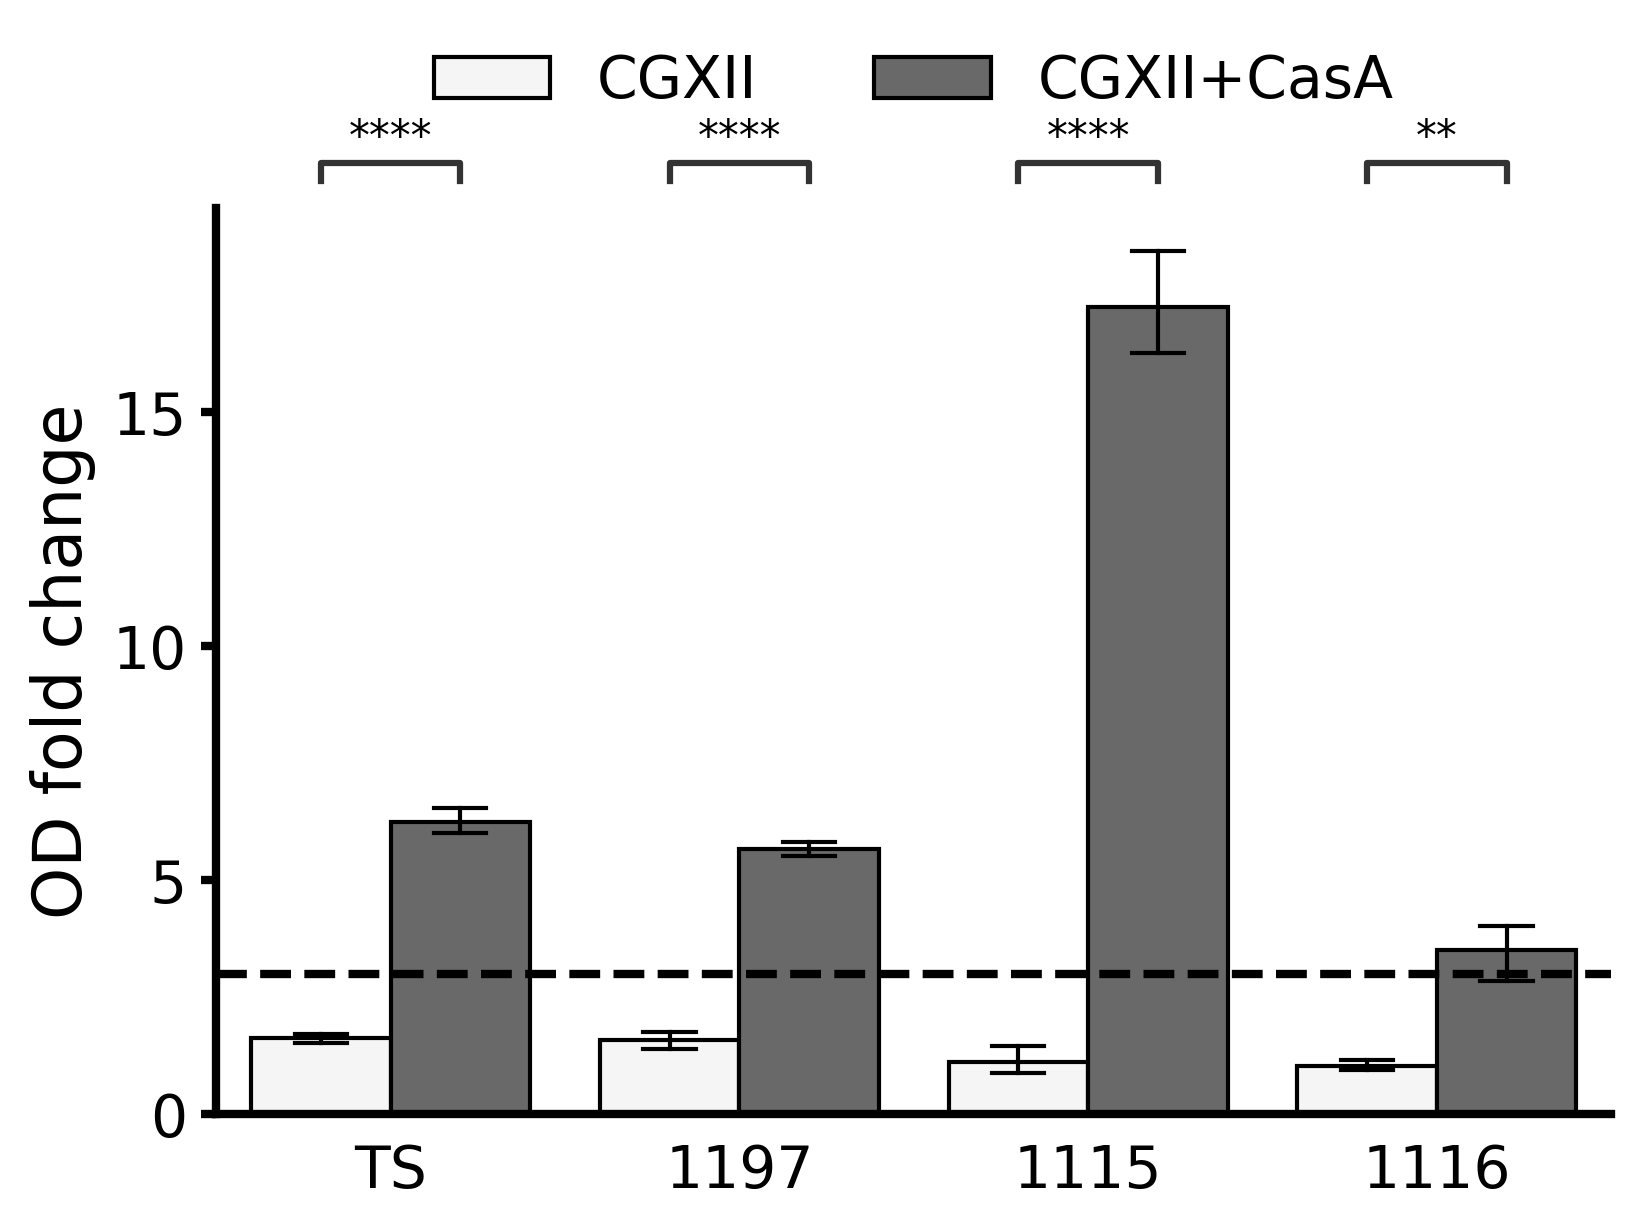 CGXII CGXII+CasA
**** **** **** **
OD fold change
15
10
5
0
TS 1197 1115 1116